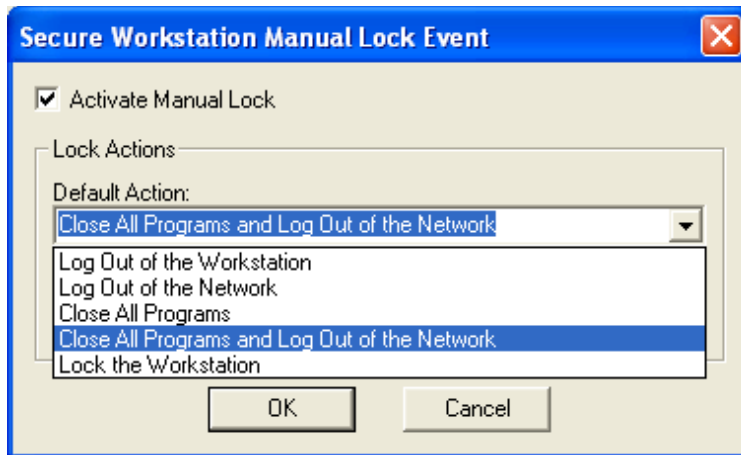 Secure Workstation Manual Lock Event
Activate Manual Lock
Lock Actions
Default Action:
Close All Programs and Log Out of the Network
Log Out of the Workstation
Log Out of the Network
Close All Programs
Close All Programs and Log Out of the Network
Lock the Workstation
OK Cancel